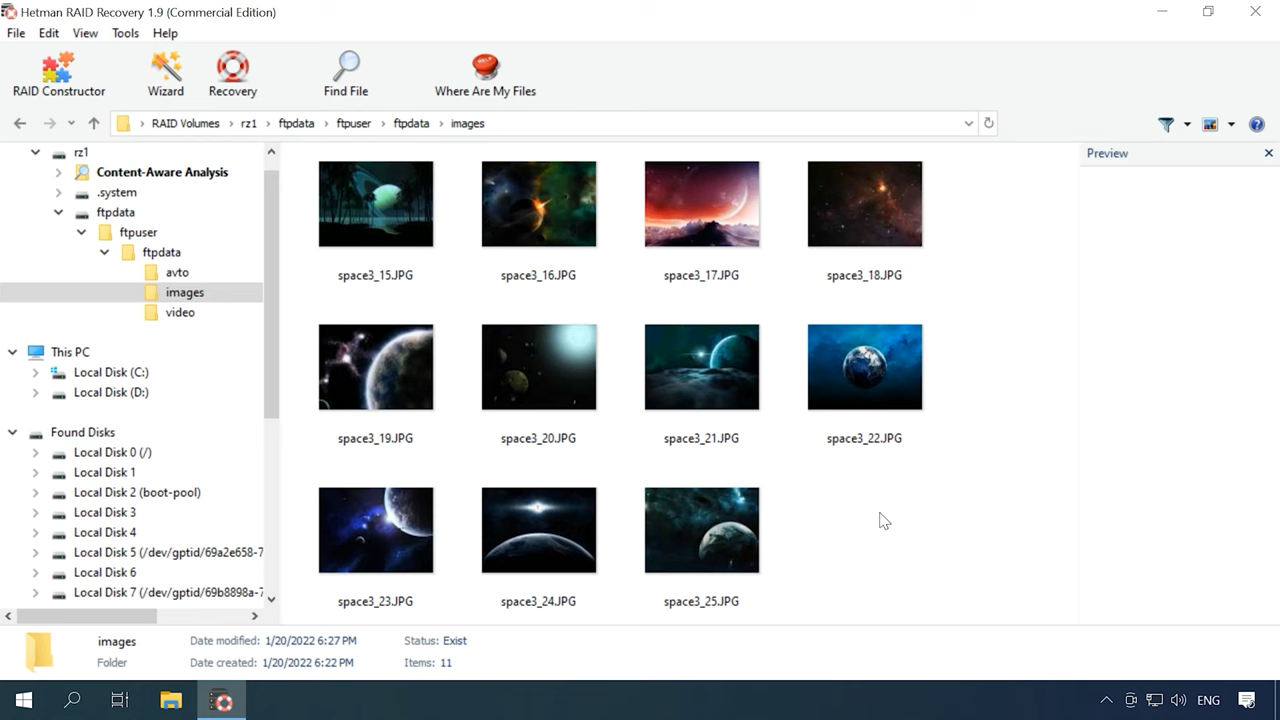 Hetman RAID Recovery 1.9 (Commercial Edition)
File Edit View Tools Help
RAID Constructor Wizard Recovery Find File Where Are My Files
RAID Volumes rz1 ftpdata ftpuser ftpdata images
Preview
rz1
Content-Aware Analysis
.system
ftpdata
ftpuser
ftpdata
avto
images
video
This PC
Local Disk (C:)
Local Disk (D:)
Found Disks
Local Disk 0 (/)
Local Disk 1
Local Disk 2 (boot-pool)
Local Disk 3
Local Disk 4
Local Disk 5 (/dev/gptid/69a2e658-7
Local Disk 6
Local Disk 7 (/dev/gptid/69b8898a-7
space3_15.JPG space3_16.JPG space3_17.JPG space3_18.JPG
space3_19.JPG space3_20.JPG space3_21.JPG space3_22.JPG
space3_23.JPG space3_24.JPG space3_25.JPG
images Date modified: 1/20/2022 6:27 PM Status: Exist
Folder Date created: 1/20/2022 6:22 PM Items: 11
ENG